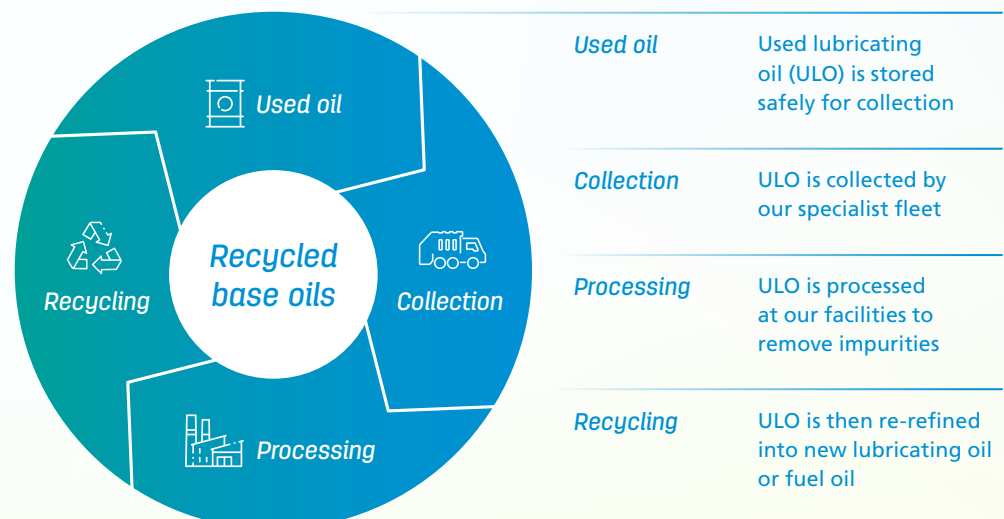 Used oil
Recycling
Recycled
base oils
Collection
Processing
Used oil
Used lubricating
oil (ULO) is stored
safely for collection
Collection
ULO is collected by
our specialist fleet
Processing
ULO is processed
at our facilities to
remove impurities
Recycling
ULO is then re-refined
into new lubricating oil
or fuel oil